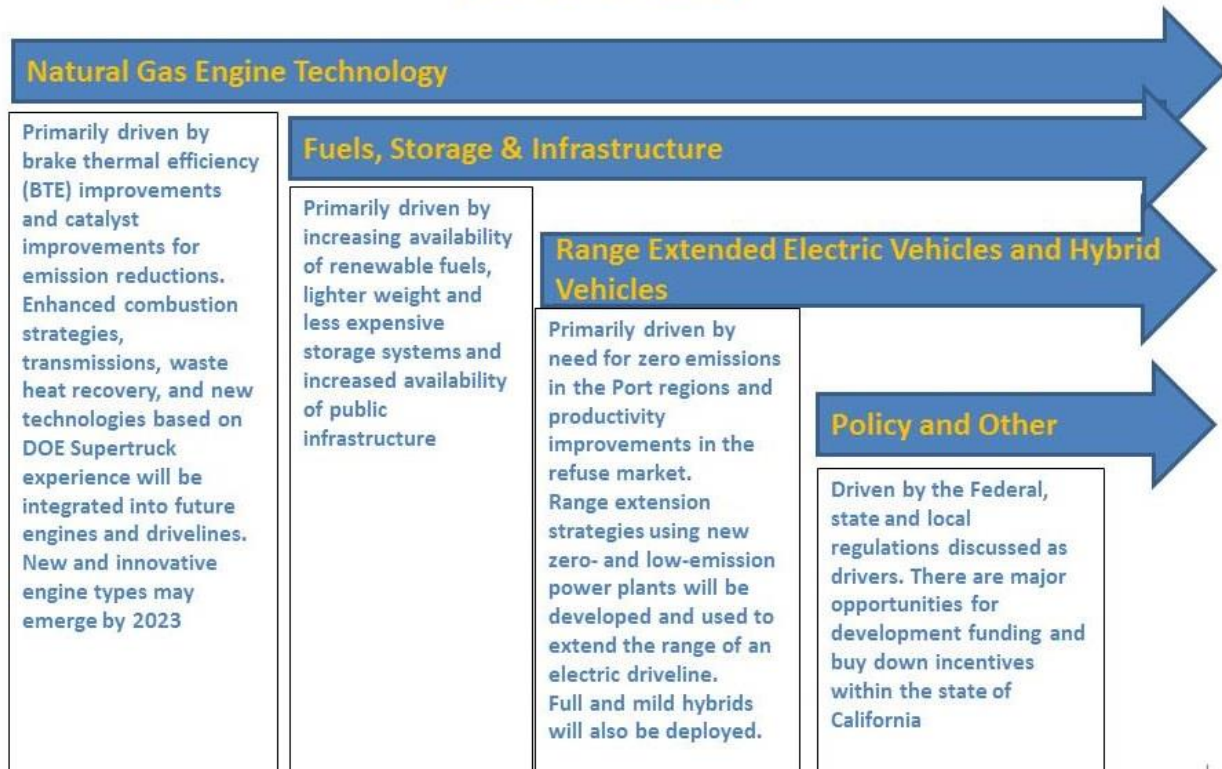 Natural Gas Engine Technology
Primarily driven by
brake thermal efficiency
(BTE) improvements
and catalyst
improvements for
emission reductions.
Enhanced combustion
strategies,
transmissions, waste
heat recovery, and new
technologies based on
DOE Supertruck
experience will be
integrated into future
engines and drivelines.
New and innovative
engine types may
emerge by 2023
Fuels, Storage & Infrastructure
Primarily driven by
increasing availability
of renewable fuels,
lighter weight and
less expensive
storage systems and
increased availability
of public
infrastructure
Range Extended Electric Vehicles and Hybrid
Vehicles
Primarily driven by
need for zero emissions
in the Port regions and
productivity
improvements in the
refuse market.
Range extension
strategies using new
zero- and low-emission
power plants will be
developed and used to
extend the range of an
electric driveline.
Full and mild hybrids
will also be deployed.
Policy and Other
Driven by the Federal,
state and local
regulations discussed as
drivers. There are major
opportunities for
development funding and
buy down incentives
within the state of
California